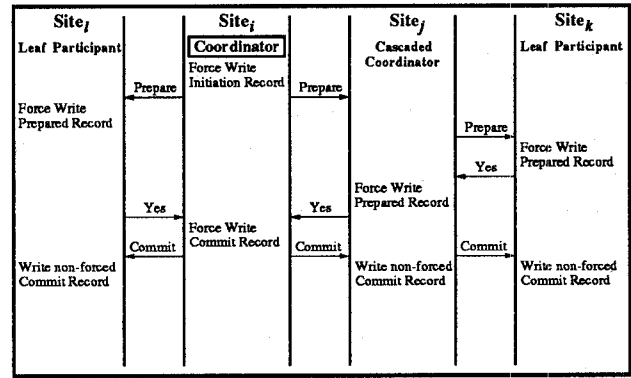 Site_l Site_i Site_j Site_k
Leaf Participant Coordinator Cascaded Leaf Participant
Coordinator
Force Write
Initiation Record
Prepare Prepare
Force Write
Prepared Record
Prepare
Force Write
Prepared Record
Yes
Force Write
Prepared Record
Yes Yes
Force Write
Commit Record
Commit Commit Commit
Write non-forced Write non-forced Write non-forced
Commit Record Commit Record Commit Record